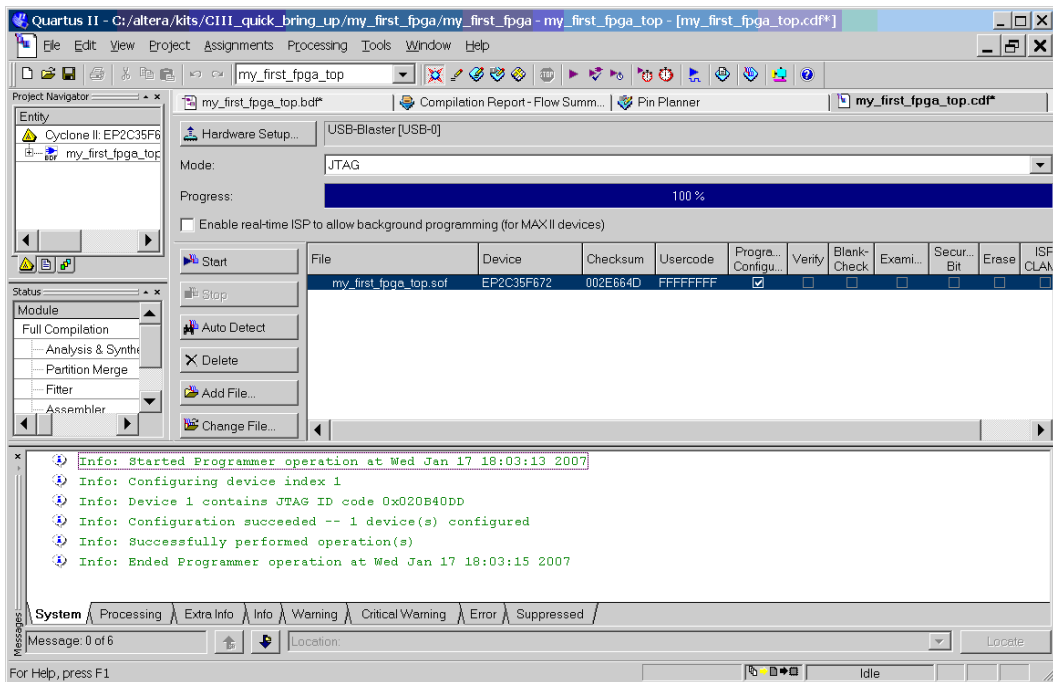 Quartus II - C:/altera/kits/CIII_quick_bring_up/my_first_fpga/my_first_fpga - my_first_fpga_top - [my_first_fpga_top.cdf*]
File Edit View Project Assignments Processing Tools Window Help
my_first_fpga_top
Project Navigator
my_first_fpga_top.bdf*
Compilation Report - Flow Summ...
Pin Planner
my_first_fpga_top.cdf*
Entity
Cyclone II: EP2C35F6
BDF my_first_fpga_top
Hardware Setup...
USB-Blaster [USB-0]
Mode:
JTAG
Progress:
100 %
Enable real-time ISP to allow background programming (for MAX II devices)
Start
File Device Checksum Usercode Progra... Configu... Verify Blank-Check Exami... Secur... Bit Erase ISP CLAM
my_first_fpga_top.sof EP2C35F672 002E664D FFFFFFFF
Status
Module
Full Compilation
Analysis & Synthe
Partition Merge
Fitter
Assembler
Stop
Auto Detect
Delete
Add File...
Change File...
Info: Started Programmer operation at Wed Jan 17 18:03:13 2007
Info: Configuring device index 1
Info: Device 1 contains JTAG ID code 0x020B40DD
Info: Configuration succeeded -- 1 device(s) configured
Info: Successfully performed operation(s)
Info: Ended Programmer operation at Wed Jan 17 18:03:15 2007
Messages
System Processing Extra Info Info Warning Critical Warning Error Suppressed
Message: 0 of 6
Location:
Locate
For Help, press F1
Idle